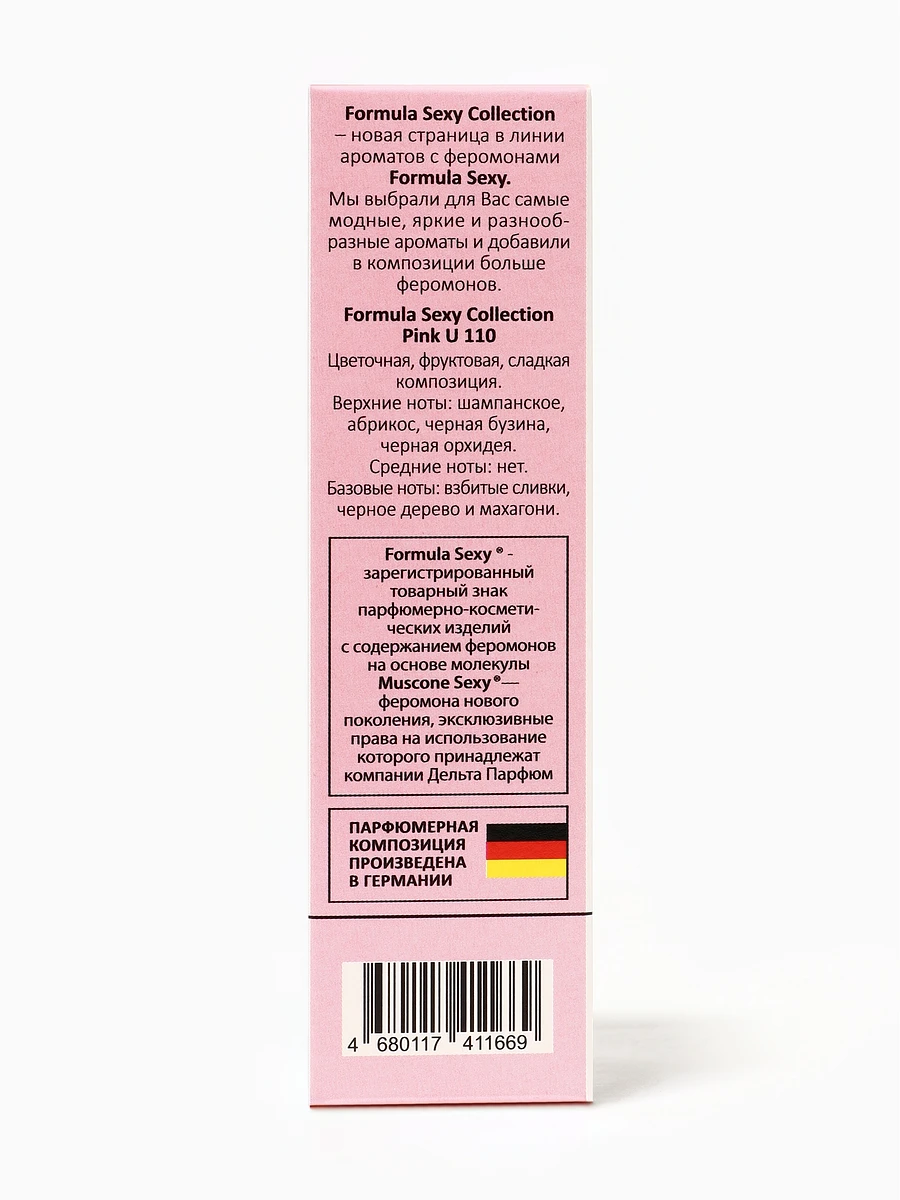 Formula Sexy Collection
– новая страница в линии
ароматов с феромонами
Formula Sexy.
Мы выбрали для Вас самые
модные, яркие и разнооб-
разные ароматы и добавили
в композиции больше
феромонов.
Formula Sexy Collection
Pink U 110
Цветочная, фруктовая, сладкая
композиция.
Верхние ноты: шампанское,
абрикос, черная бузина,
черная орхидея.
Средние ноты: нет.
Базовые ноты: взбитые сливки,
черное дерево и махагони.
Formula Sexy ® -
зарегистрированный
товарный знак
парфюмерно-космети-
ческих изделий
с содержанием феромонов
на основе молекулы
Muscone Sexy®—
феромона нового
поколения, эксклюзивные
права на использование
которого принадлежат
компании Дельта Парфюм
ПАРФЮМЕРНАЯ
КОМПОЗИЦИЯ
ПРОИЗВЕДЕНА
В ГЕРМАНИИ
4 680117 411669